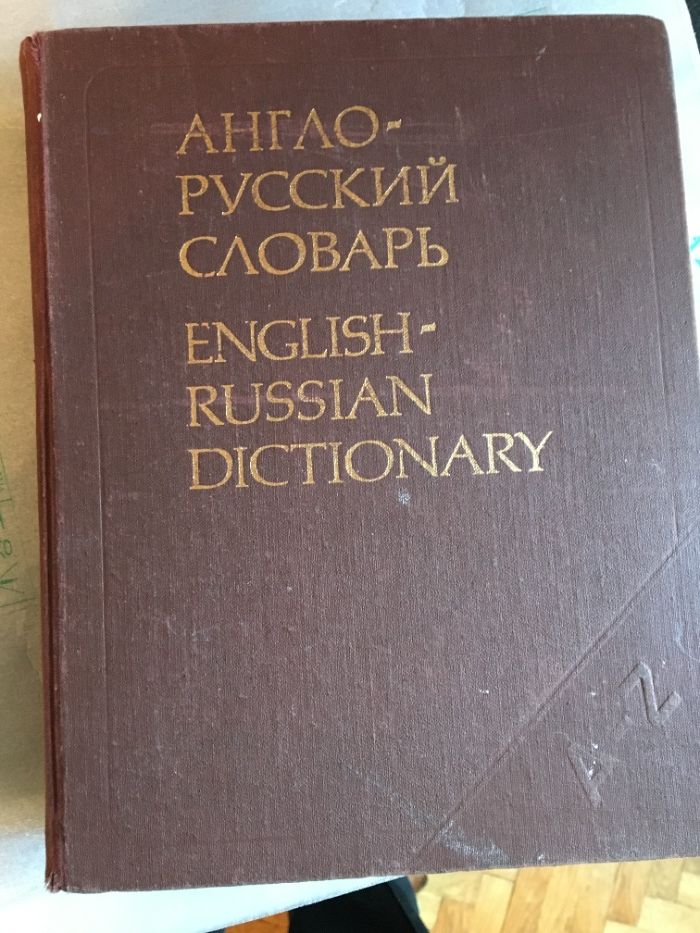 АНГЛО-
РУССКИЙ
СЛОВАРЬ
ENGLISH-
RUSSIAN
DICTIONARY
A Z